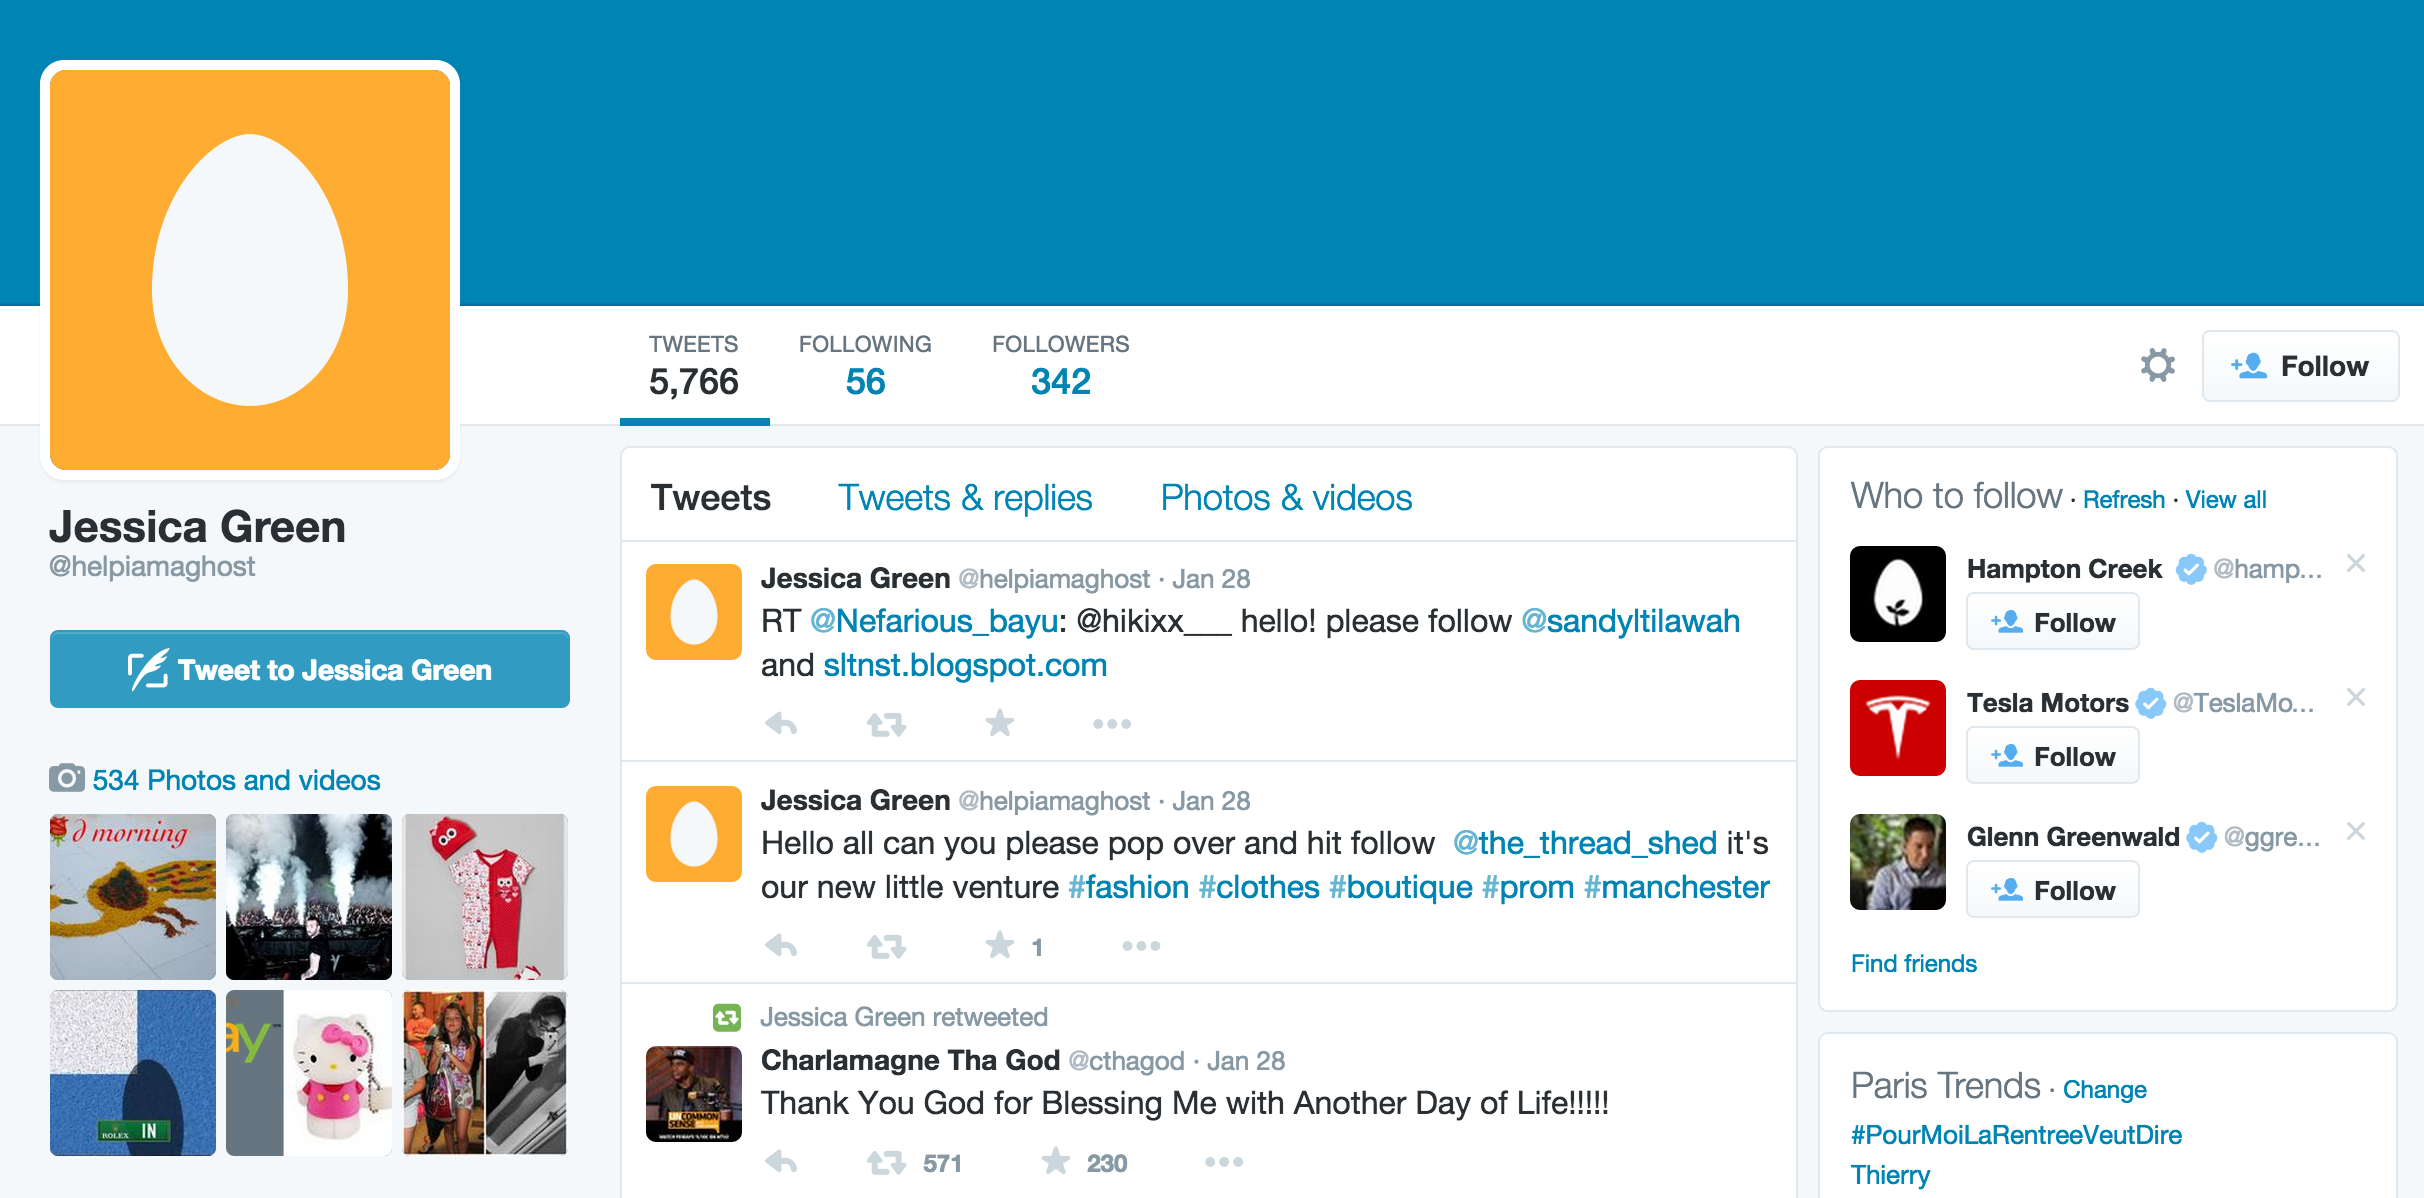 TWEETS FOLLOWING FOLLOWERS
5,766 56 342
Follow
Jessica Green
@helpiamaghost
Tweet to Jessica Green
534 Photos and videos
d morning
ay
ROLEX IN
Tweets Tweets & replies Photos & videos
Jessica Green @helpiamaghost · Jan 28
RT @Nefarious_bayu: @hikixx___ hello! please follow @sandyltilawah
and sltnst.blogspot.com
Jessica Green @helpiamaghost · Jan 28
Hello all can you please pop over and hit follow @the_thread_shed it's
our new little venture #fashion #clothes #boutique #prom #manchester
1
Jessica Green retweeted
Charlamagne Tha God @cthagod · Jan 28
Thank You God for Blessing Me with Another Day of Life!!!!!
UNCOMMON
SENSE
571 230
Who to follow · Refresh · View all
Hampton Creek @hamp...
Follow
Tesla Motors @TeslaMo...
Follow
Glenn Greenwald @ggre...
Follow
Find friends
Paris Trends · Change
#PourMoiLaRentreeVeutDire
Thierry